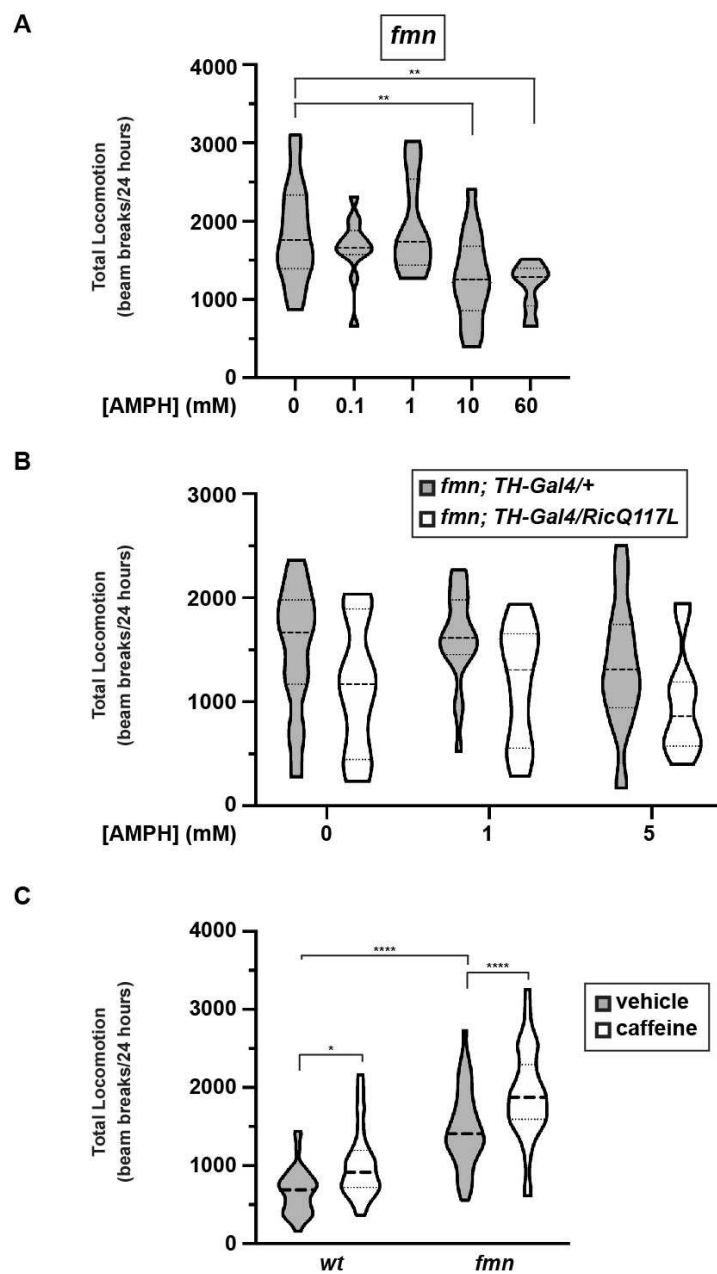 A
fmn
Total Locomotion
(beam breaks/24 hours)
4000
3000
2000
1000
0
**
**
[AMPH] (mM) 0 0.1 1 10 60
B
fmn; TH-Gal4/+
fmn; TH-Gal4/RicQ117L
Total Locomotion
(beam breaks/24 hours)
3000
2000
1000
0
[AMPH] (mM) 0 1 5
C
Total Locomotion
(beam breaks/24 hours)
4000
3000
2000
1000
0
****
****
*
vehicle
caffeine
wt fmn